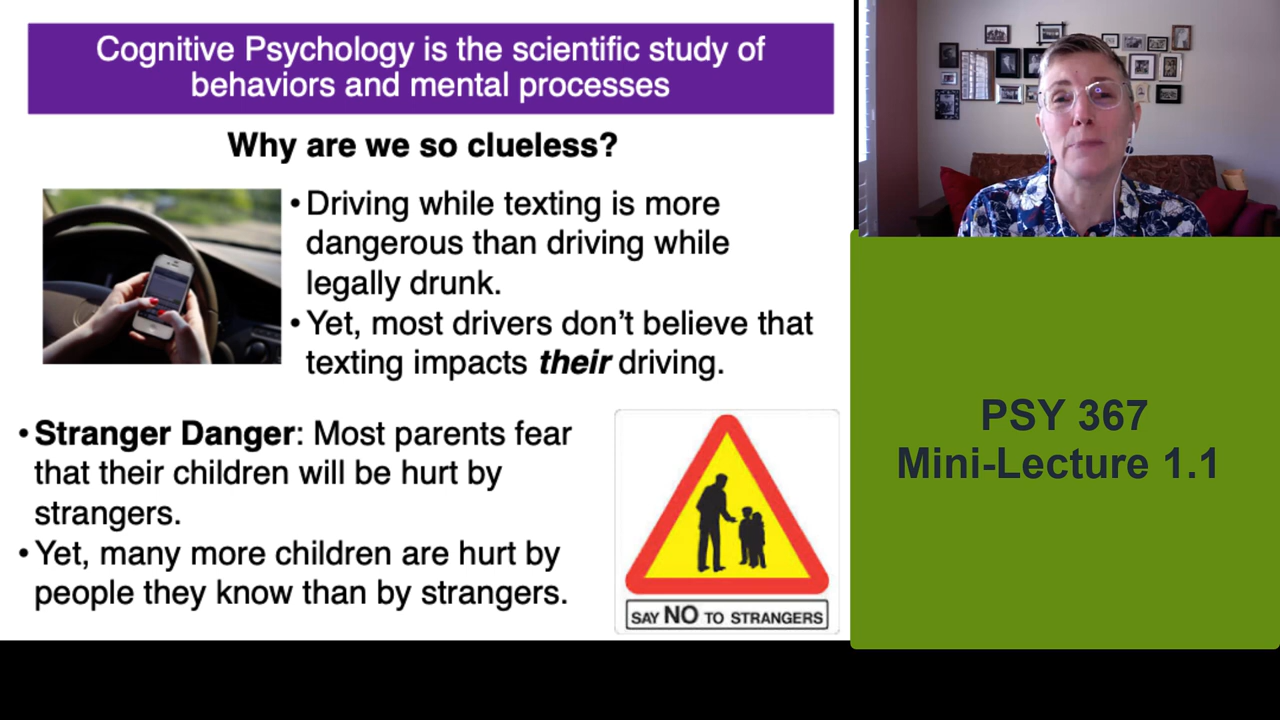 Cognitive Psychology is the scientific study of
behaviors and mental processes
Why are we so clueless?
• Driving while texting is more
dangerous than driving while
legally drunk.
• Yet, most drivers don’t believe that
texting impacts their driving.
• Stranger Danger: Most parents fear
that their children will be hurt by
strangers.
• Yet, many more children are hurt by
people they know than by strangers.
SAY NO TO STRANGERS
PSY 367
Mini-Lecture 1.1